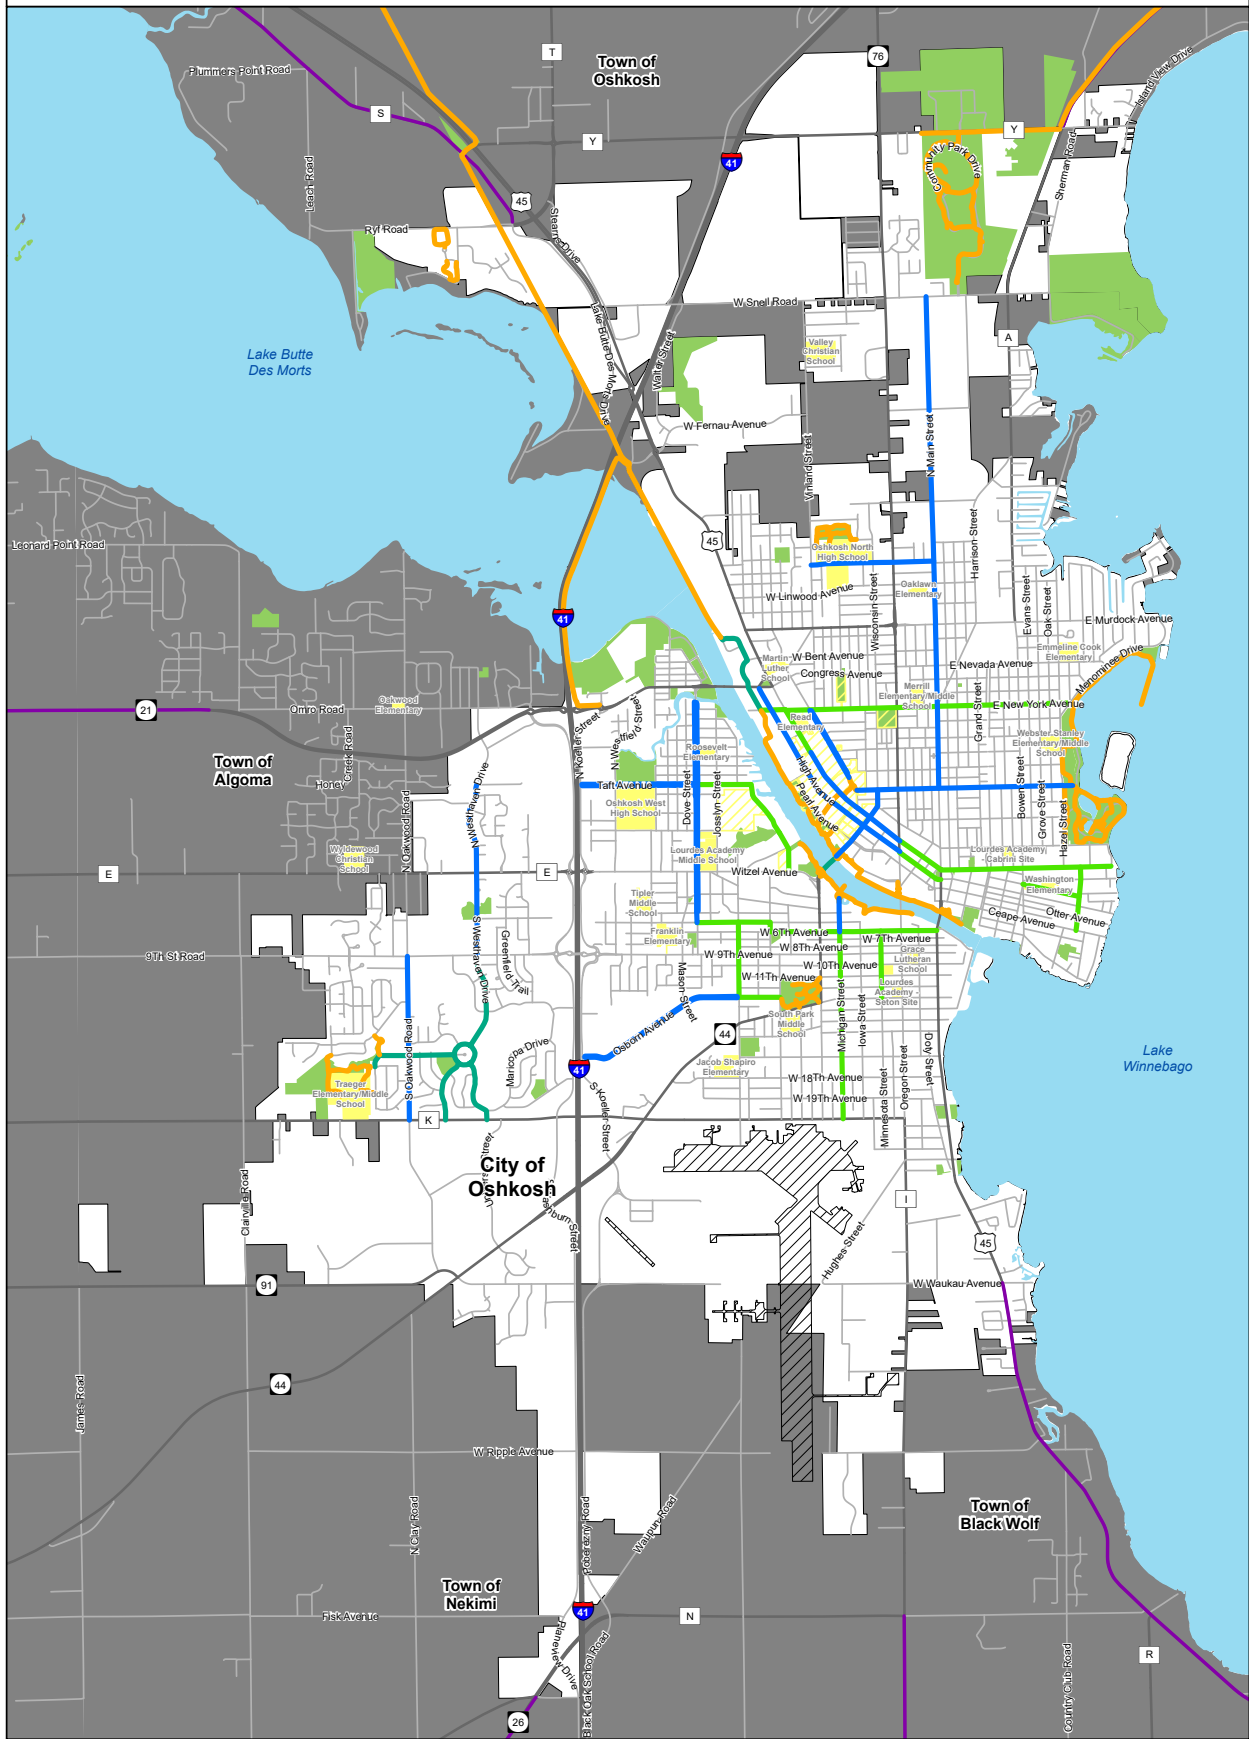 T
Town of
Oshkosh
76
Plummers Point Road
Island View Drive
S
Y
Y
41
Community Park Drive
Sherman Road
Leach Road
45
Ryf Road
Stearns Drive
W Snell Road
Lake Butte Des Morts Drive
Walter Street
Valley
Christian
School
A
Lake Butte
Des Morts
W Fernau Avenue
N Main Street
Vinland Street
45
Harrison Street
Leonard Point Road
Oshkosh North
High School
W Linwood Avenue
Wisconsin Street
Oaklawn
Elementary
Evans Street
Oak Street
41
E Murdock Avenue
Martin
Luther
School
W Bent Avenue
Congress Avenue
E Nevada Avenue
Emmeline Cook
Elementary
Menominee Drive
Merrill
Elementary/Middle
School
Grand Street
E New York Avenue
21
Omro Road
Oakwood
Elementary
N Koeller Street
N Westfield Street
Read
Elementary
Webster Stanley
Elementary/Middle
School
Town of
Algoma
Honey Creek Road
Roosevelt
Elementary
N Westhaven Drive
Taft Avenue
Dove Street
Josslyn Street
High Avenue
Pearl Avenue
Oshkosh West
High School
Bowen Street
Grove Street
Hazel Street
N Oakwood Road
Wyldewood
Christian
School
Lourdes Academy
Middle School
Lourdes Academy
- Cabrini Site
E
E
Witzel Avenue
Washington
Elementary
Tipler
Middle
School
Ceape Avenue
Otter Avenue
Franklin
Elementary
W 6Th Avenue
W 7Th Avenue
W 8Th Avenue
W 9Th Avenue
Grace
Lutheran
School
9Th St Road
S Westhaven Drive
Greenfield Trail
Mason Street
W 10Th Avenue
W 11Th Avenue
Lourdes
Academy -
Seton Site
South Park
Middle
School
Michigan Street
Iowa Street
Osborn Avenue
44
S Oakwood Road
Maricopa Drive
Doty Street
Lake
Winnebago
41
Jacob Shapiro
Elementary
Oregon Street
W 18Th Avenue
W 19Th Avenue
Minnesota Street
Traeger
Elementary/Middle
School
S Koeller Street
K
City of
Oshkosh
Clairville Road
I
Hughes Street
45
91
W Waukau Avenue
44
James Road
W Ripple Avenue
N Clay Road
Poberezny Road
Waupun Road
Town of
Black Wolf
Town of
Nekimi
Fisk Avenue
41
N
Planeview Drive
Black Oak School Road
Country Club Road
R
26